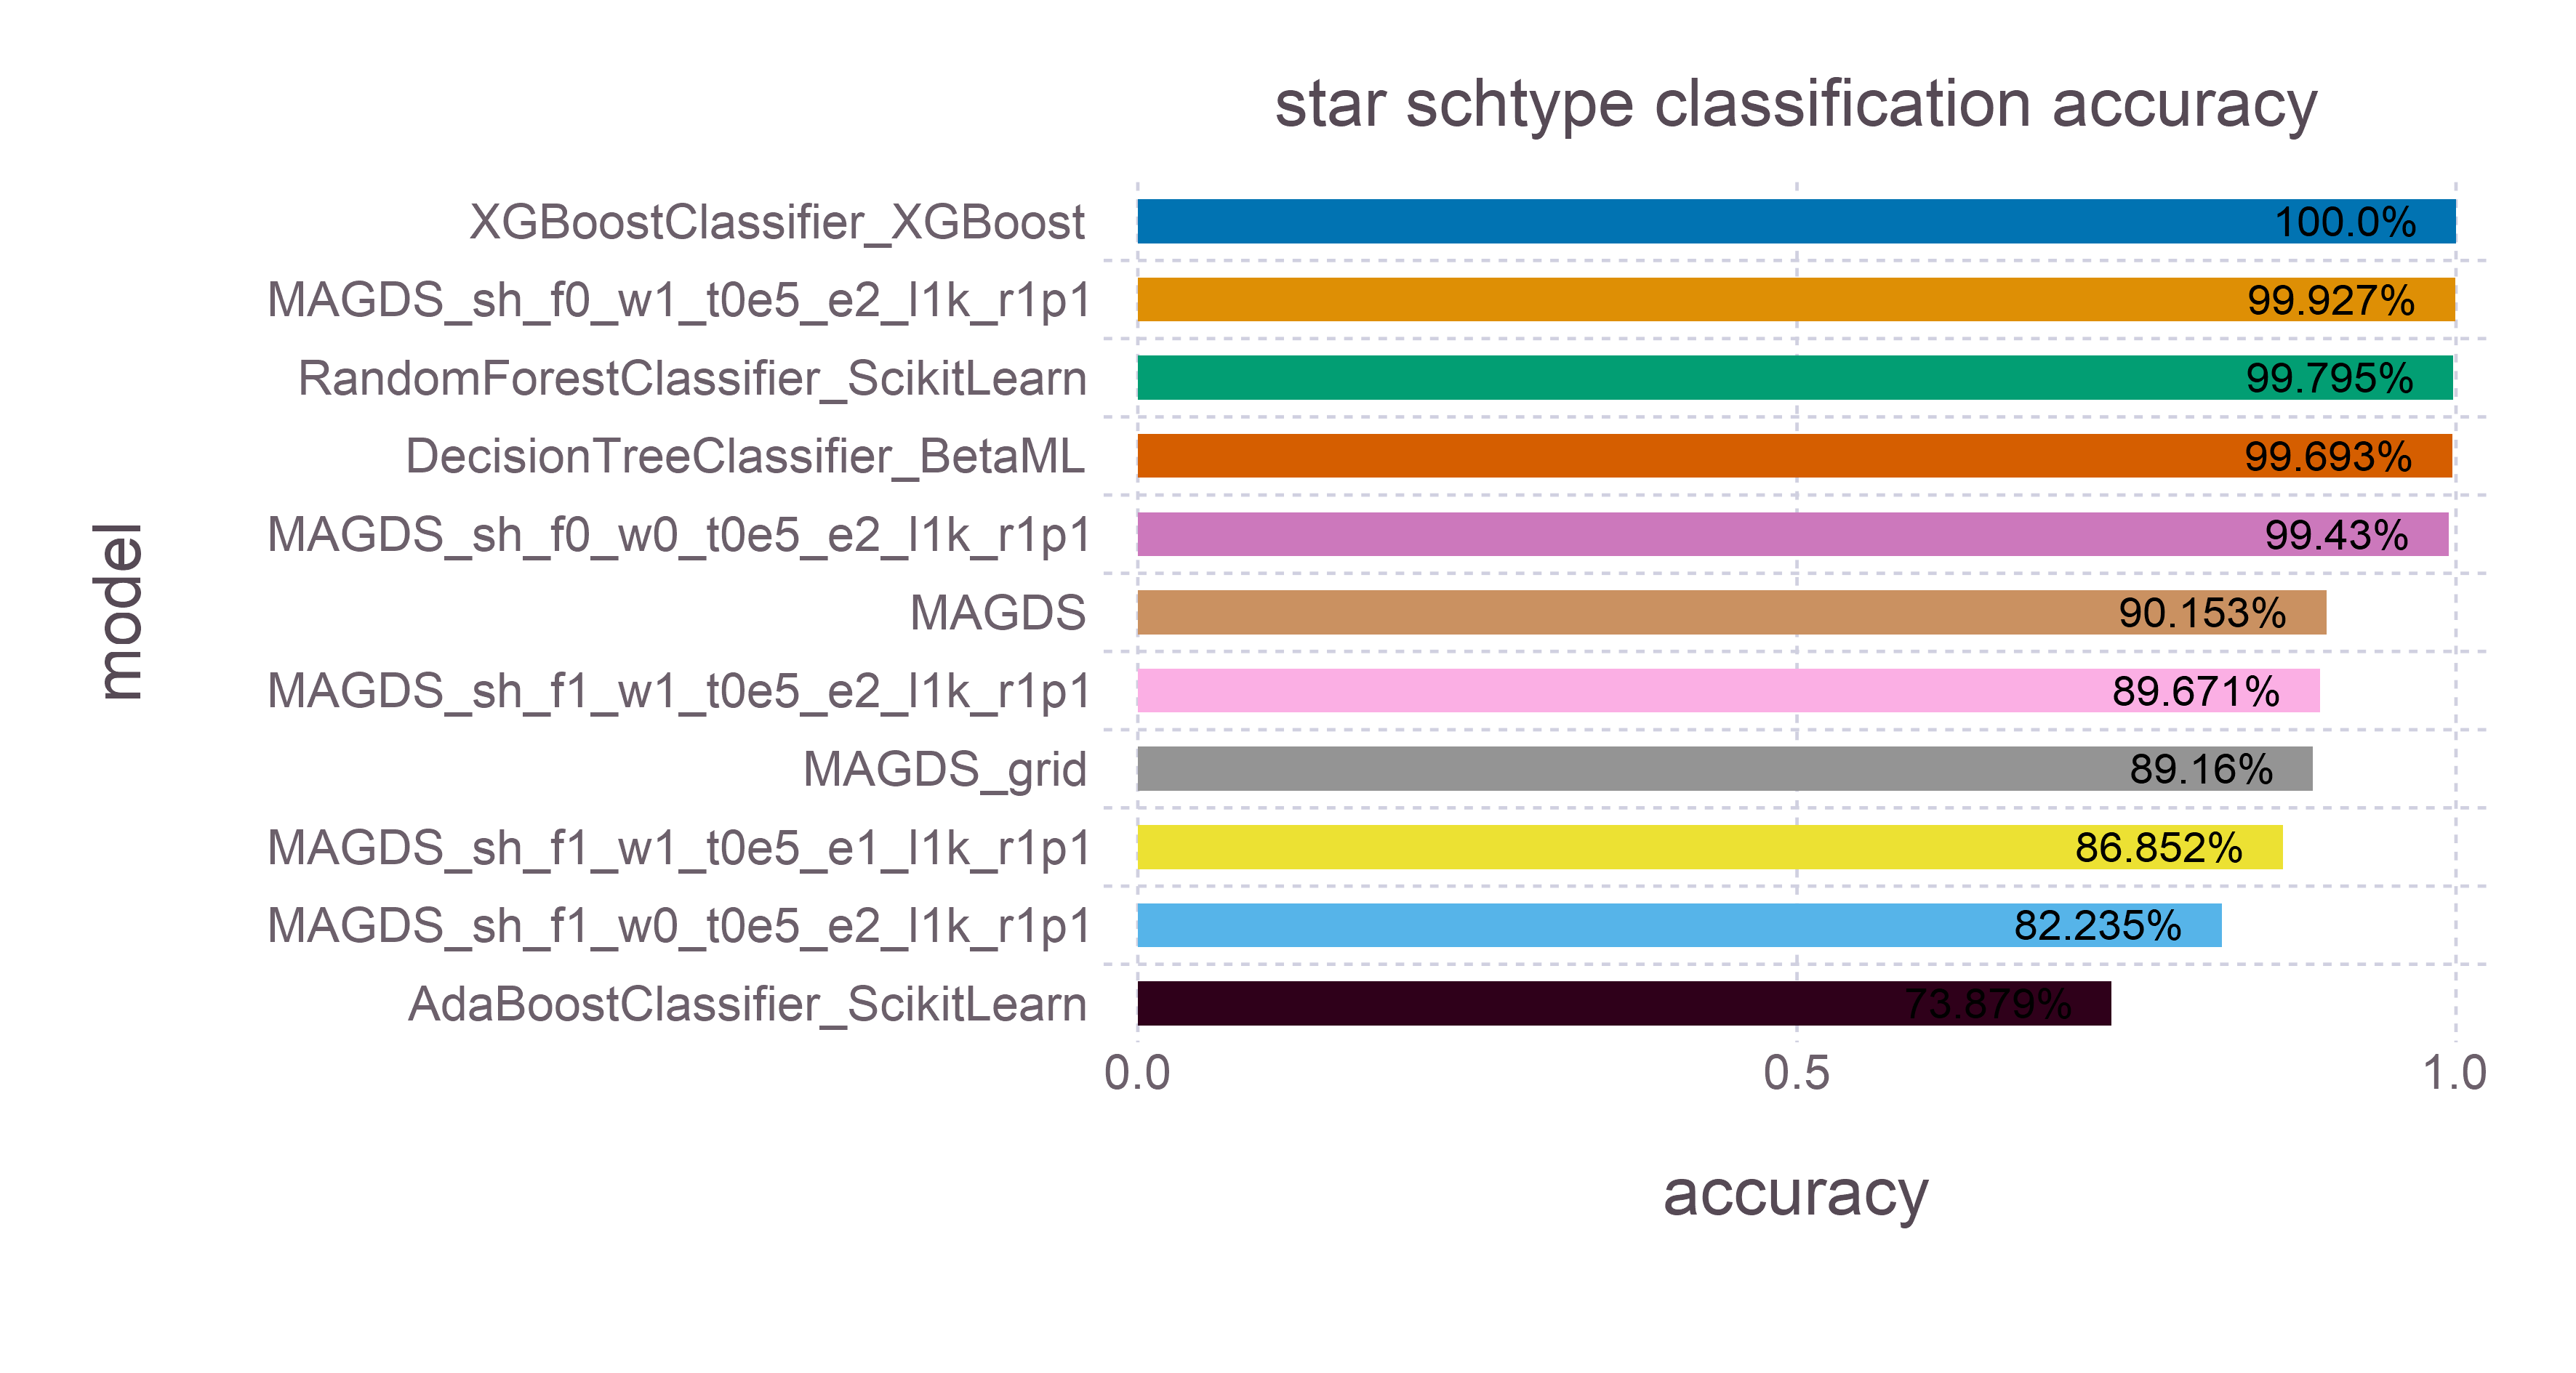 star schtype classification accuracy
XGBoostClassifier_XGBoost 100.0%
MAGDS_sh_f0_w1_t0e5_e2_l1k_r1p1 99.927%
RandomForestClassifier_ScikitLearn 99.795%
DecisionTreeClassifier_BetaML 99.693%
MAGDS_sh_f0_w0_t0e5_e2_l1k_r1p1 99.43%
MAGDS 90.153%
MAGDS_sh_f1_w1_t0e5_e2_l1k_r1p1 89.671%
MAGDS_grid 89.16%
MAGDS_sh_f1_w1_t0e5_e1_l1k_r1p1 86.852%
MAGDS_sh_f1_w0_t0e5_e2_l1k_r1p1 82.235%
AdaBoostClassifier_ScikitLearn 73.879%
model
0.0 0.5 1.0
accuracy